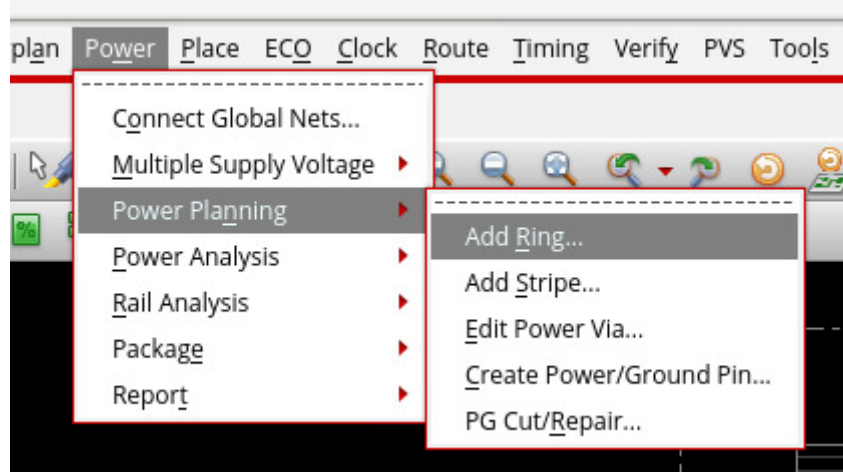 plan Power Place ECO Clock Route Timing Verify PVS Tools
Connect Global Nets...
Multiple Supply Voltage
Power Planning
Power Analysis
Rail Analysis
Package
Report
Add Ring...
Add Stripe...
Edit Power Via...
Create Power/Ground Pin...
PG Cut/Repair...
%